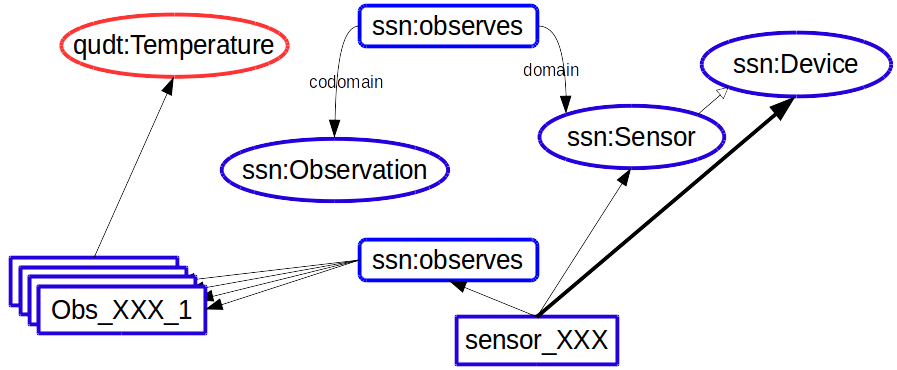 ssn:observes
qudt:Temperature
ssn:Device
codomain
domain
ssn:Sensor
ssn:Observation
ssn:observes
Obs_XXX_1
sensor_XXX